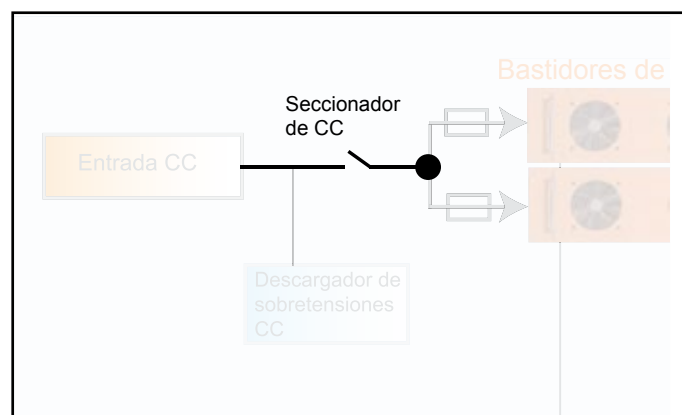 Bastidores de
Seccionador
de CC
Entrada CC
Descargador de
sobretensiones
CC